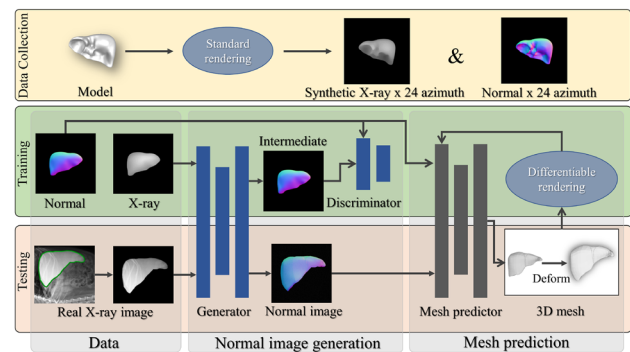 Data Collection
Model
Standard
rendering
Synthetic X-ray x 24 azimuth
&
Normal x 24 azimuth
Training
Normal
X-ray
Intermediate
Discriminator
Differentiable
rendering
Testing
Real X-ray image
Generator
Normal image
Mesh predictor
Deform
3D mesh
Data
Normal image generation
Mesh prediction